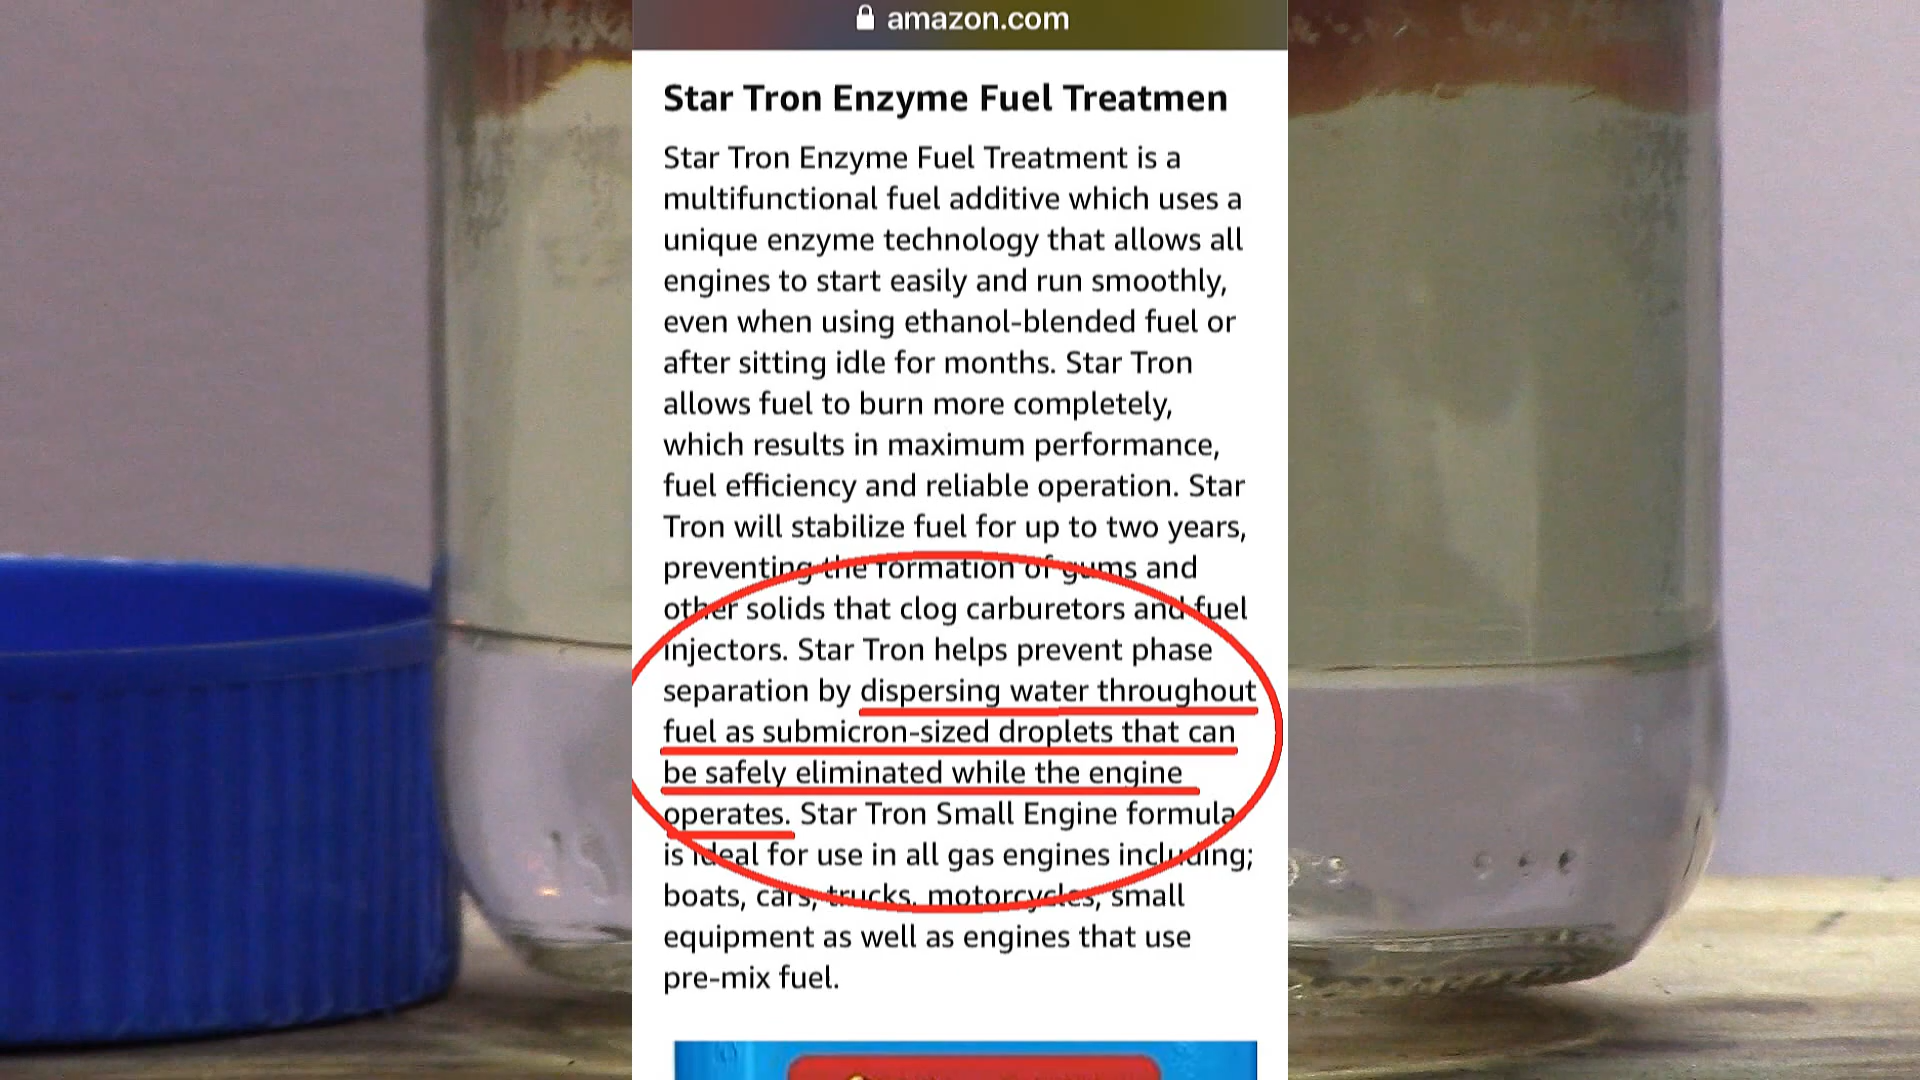 amazon.com
Star Tron Enzyme Fuel Treatmen
Star Tron Enzyme Fuel Treatment is a
multifunctional fuel additive which uses a
unique enzyme technology that allows all
engines to start easily and run smoothly,
even when using ethanol-blended fuel or
after sitting idle for months. Star Tron
allows fuel to burn more completely,
which results in maximum performance,
fuel efficiency and reliable operation. Star
Tron will stabilize fuel for up to two years,
preventing the formation of gums and
other solids that clog carburetors and fuel
injectors. Star Tron helps prevent phase
separation by dispersing water throughout
fuel as submicron-sized droplets that can
be safely eliminated while the engine
operates. Star Tron Small Engine formula
is ideal for use in all gas engines including;
boats, cars, trucks, motorcycles, small
equipment as well as engines that use
pre-mix fuel.